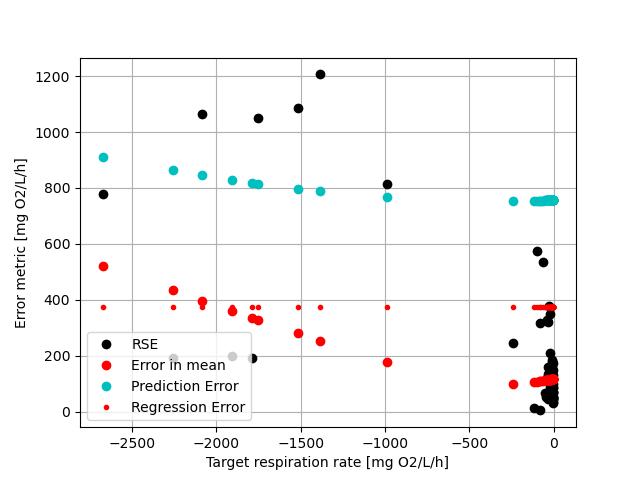 1200
1000
800
600
400
200
0
Error metric [mg O2/L/h]
RSE
Error in mean
Prediction Error
Regression Error
−2500 −2000 −1500 −1000 −500 0
Target respiration rate [mg O2/L/h]